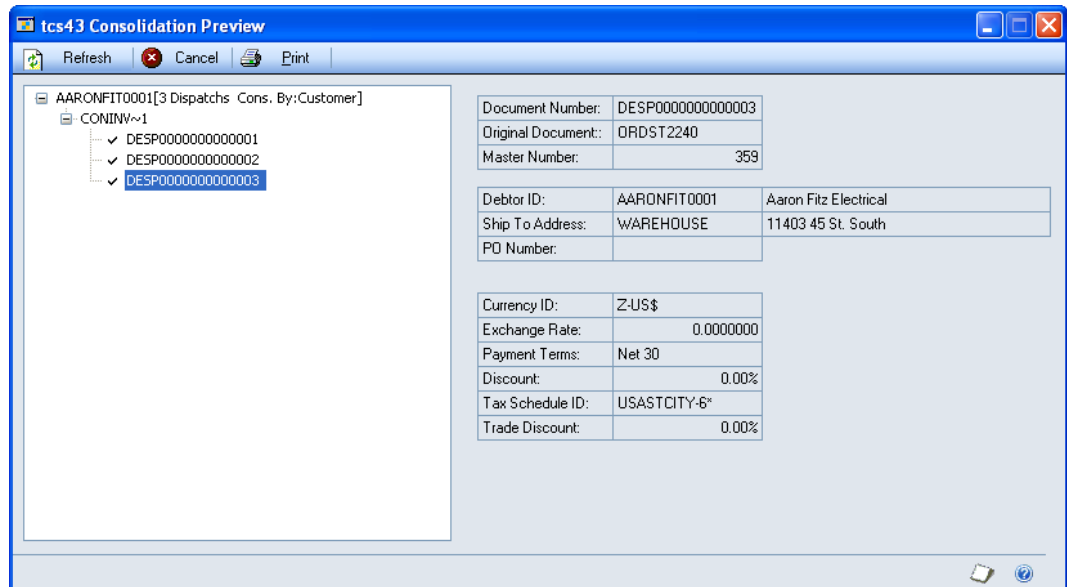 tcs43 Consolidation Preview
Refresh Cancel Print
AARONFIT0001[3 Dispatchs Cons. By:Customer]
CONINV~1
DESP0000000000001
DESP0000000000002
DESP0000000000003
Document Number: DESP0000000000003
Original Document:: ORDST2240
Master Number: 359
Debtor ID: AARONFIT0001 Aaron Fitz Electrical
Ship To Address: WAREHOUSE 11403 45 St. South
PO Number:
Currency ID: Z-US$
Exchange Rate: 0.0000000
Payment Terms: Net 30
Discount: 0.00%
Tax Schedule ID: USASTCITY-6*
Trade Discount: 0.00%